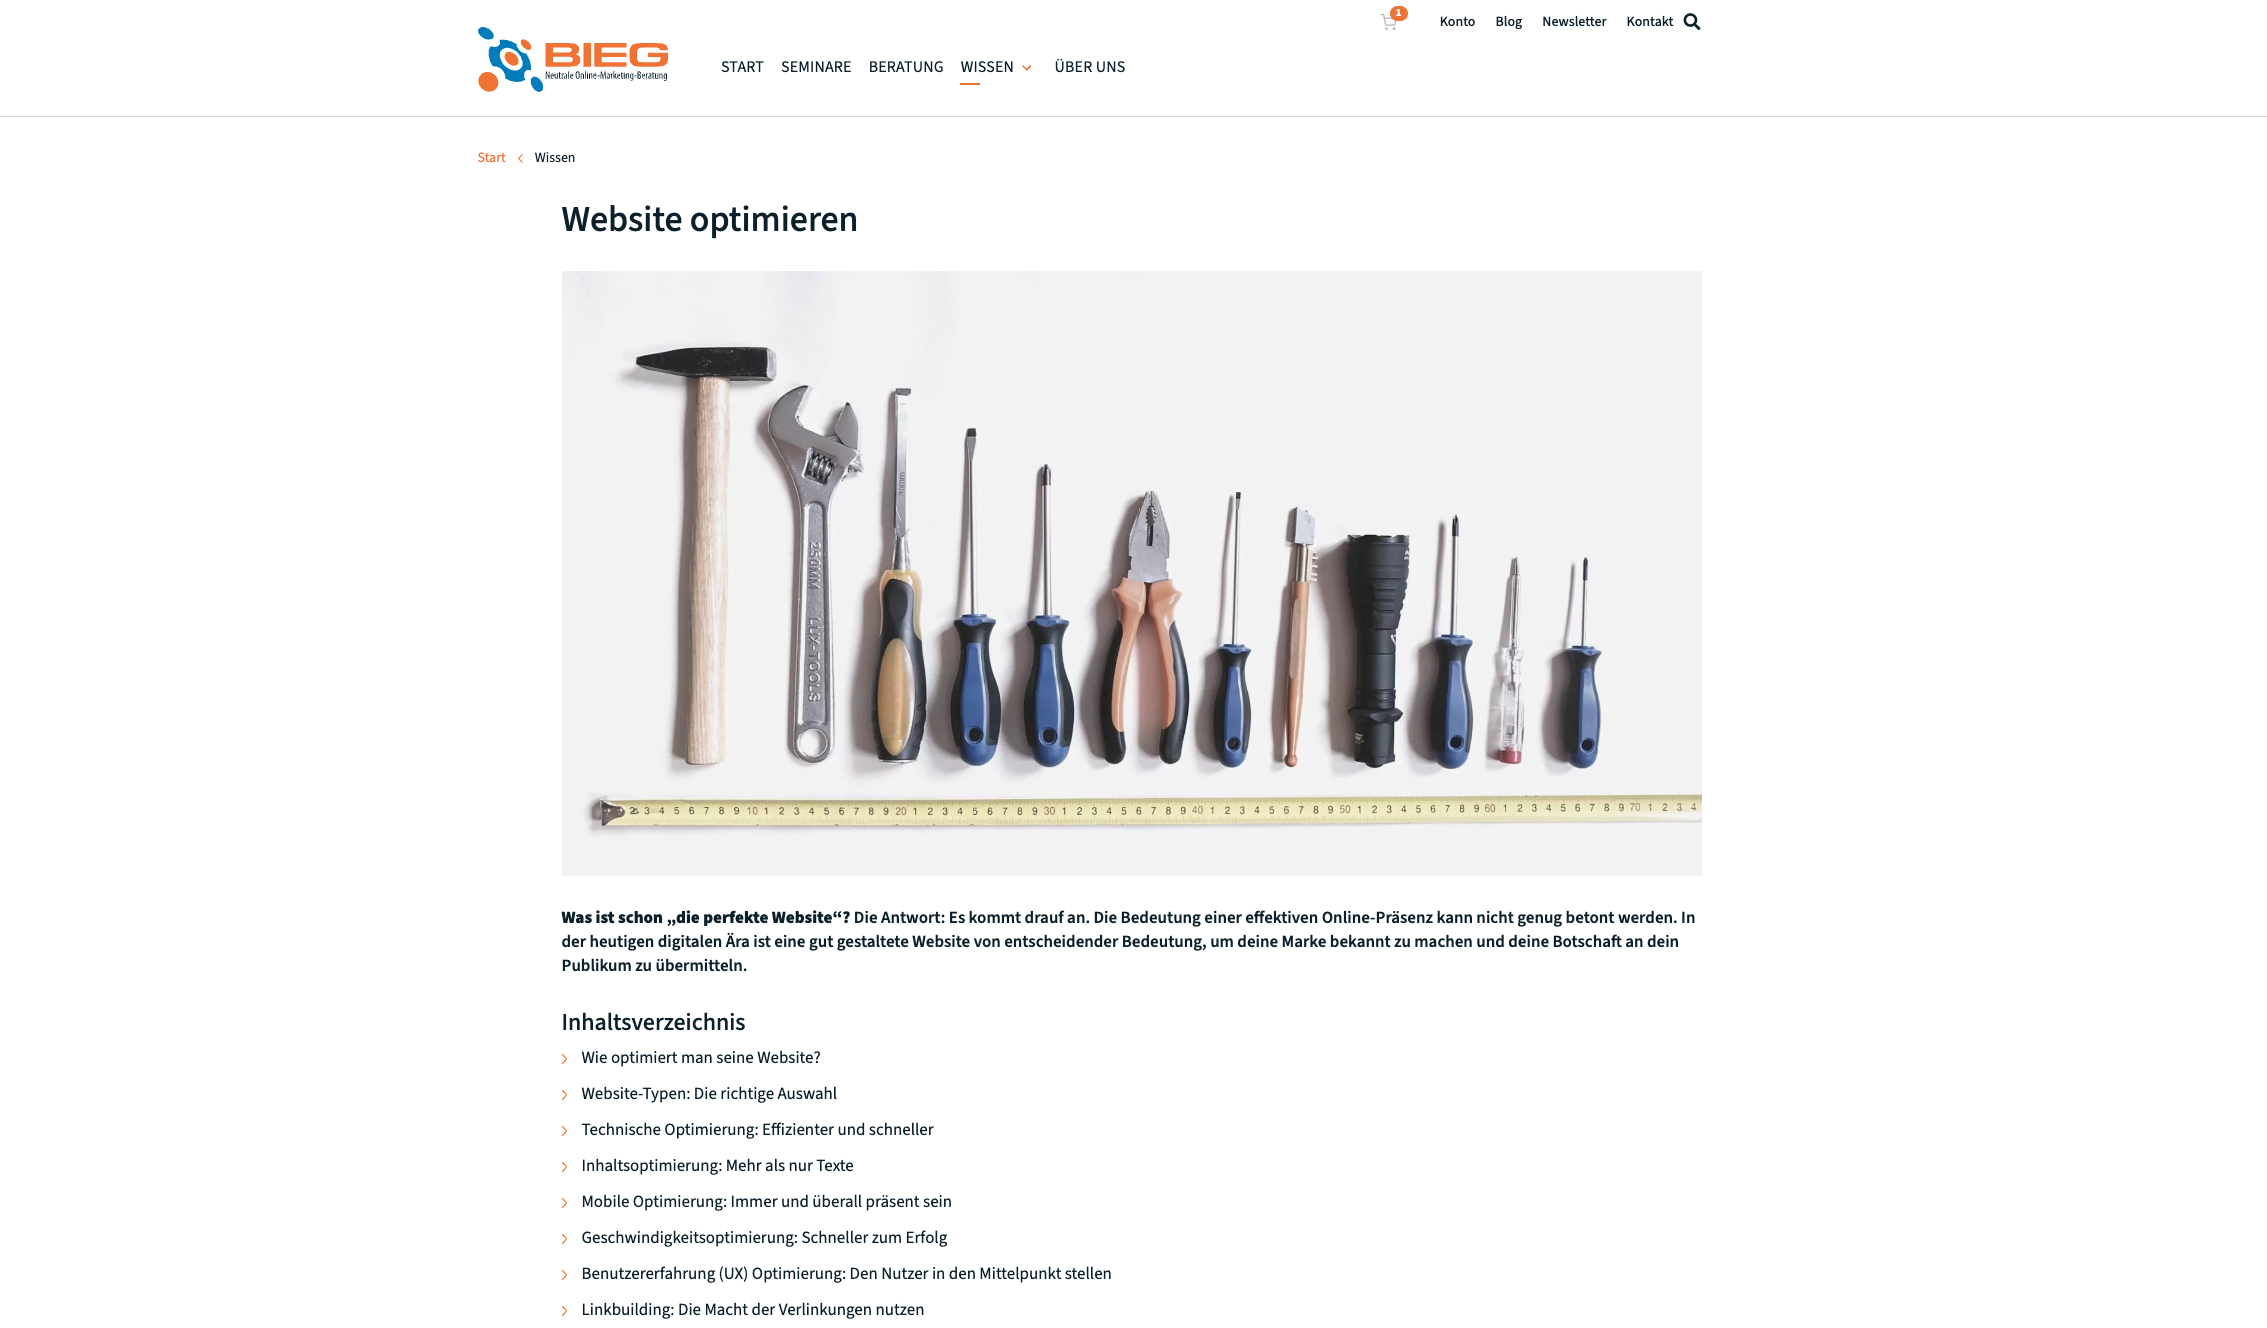 1
Konto Blog Newsletter Kontakt
BIEG
Neutrale Online-Marketing-Beratung
START SEMINARE BERATUNG WISSEN ÜBER UNS
Start Wissen
Website optimieren
30mm
250MM
LUX-TOOLS
2 3 4 5 6 7 8 9 10 1 2 3 4 5 6 7 8 9 20 1 2 3 4 5 6 7 8 9 30 1 2 3 4 5 6 7 8 9 40 1 2 3 4 5 6 7 8 9 50 1 2 3 4 5 6 7 8 9 60 1 2 3 4 5 6 7 8 9 70 1 2 3 4
Was ist schon „die perfekte Website“? Die Antwort: Es kommt drauf an. Die Bedeutung einer effektiven Online-Präsenz kann nicht genug betont werden. In
der heutigen digitalen Ära ist eine gut gestaltete Website von entscheidender Bedeutung, um deine Marke bekannt zu machen und deine Botschaft an dein
Publikum zu übermitteln.
Inhaltsverzeichnis
Wie optimiert man seine Website?
Website-Typen: Die richtige Auswahl
Technische Optimierung: Effizienter und schneller
Inhaltsoptimierung: Mehr als nur Texte
Mobile Optimierung: Immer und überall präsent sein
Geschwindigkeitsoptimierung: Schneller zum Erfolg
Benutzererfahrung (UX) Optimierung: Den Nutzer in den Mittelpunkt stellen
Linkbuilding: Die Macht der Verlinkungen nutzen